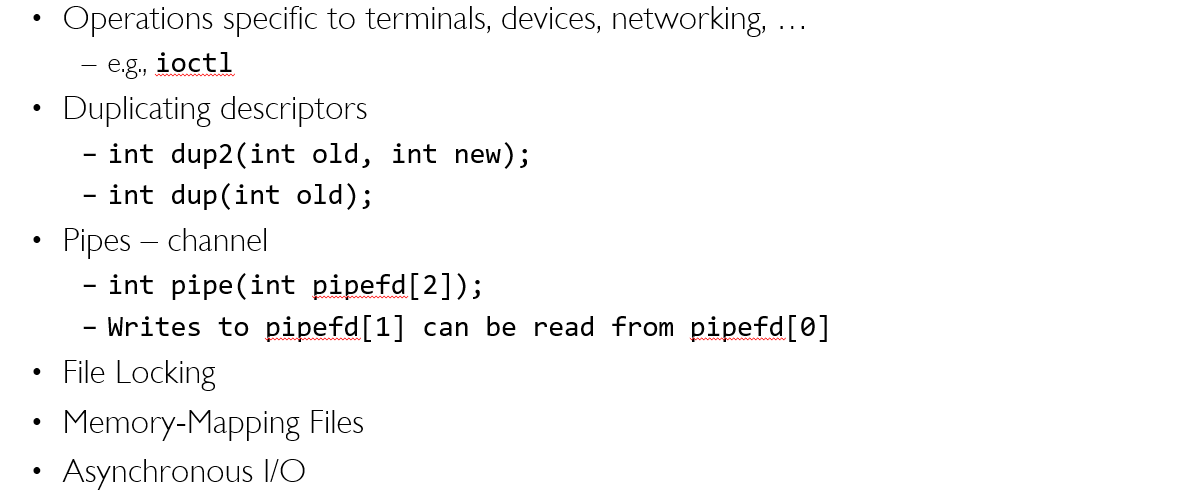 • Operations specific to terminals, devices, networking, …
– e.g., ioctl
• Duplicating descriptors
– int dup2(int old, int new);
– int dup(int old);
• Pipes – channel
– int pipe(int pipefd[2]);
– Writes to pipefd[1] can be read from pipefd[0]
• File Locking
• Memory-Mapping Files
• Asynchronous I/O